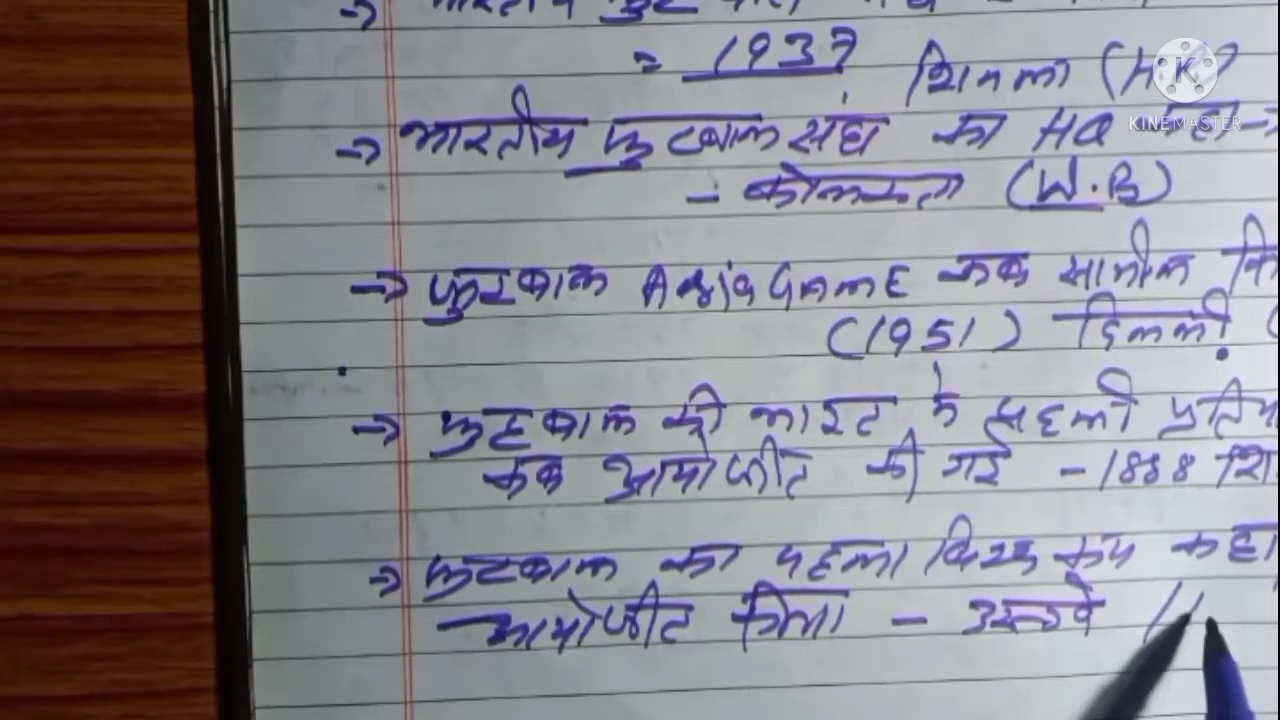 = 1937 शिमला (H.P)
→ भारतीय फुटबाल संघ का HQ कहा →
- कोलकता (W.B)
→ फुटबाल Asia Game कब सामील कि
(1951) दिल्ली
→ फुटबाल की भारत मे पहली प्रतिय
कब आयोजीत की गई - 1888 शि
→ फुटबाल का पहला विश्व कप कहा
आयोजीत किया - उरुग्वे
KINEMASTER